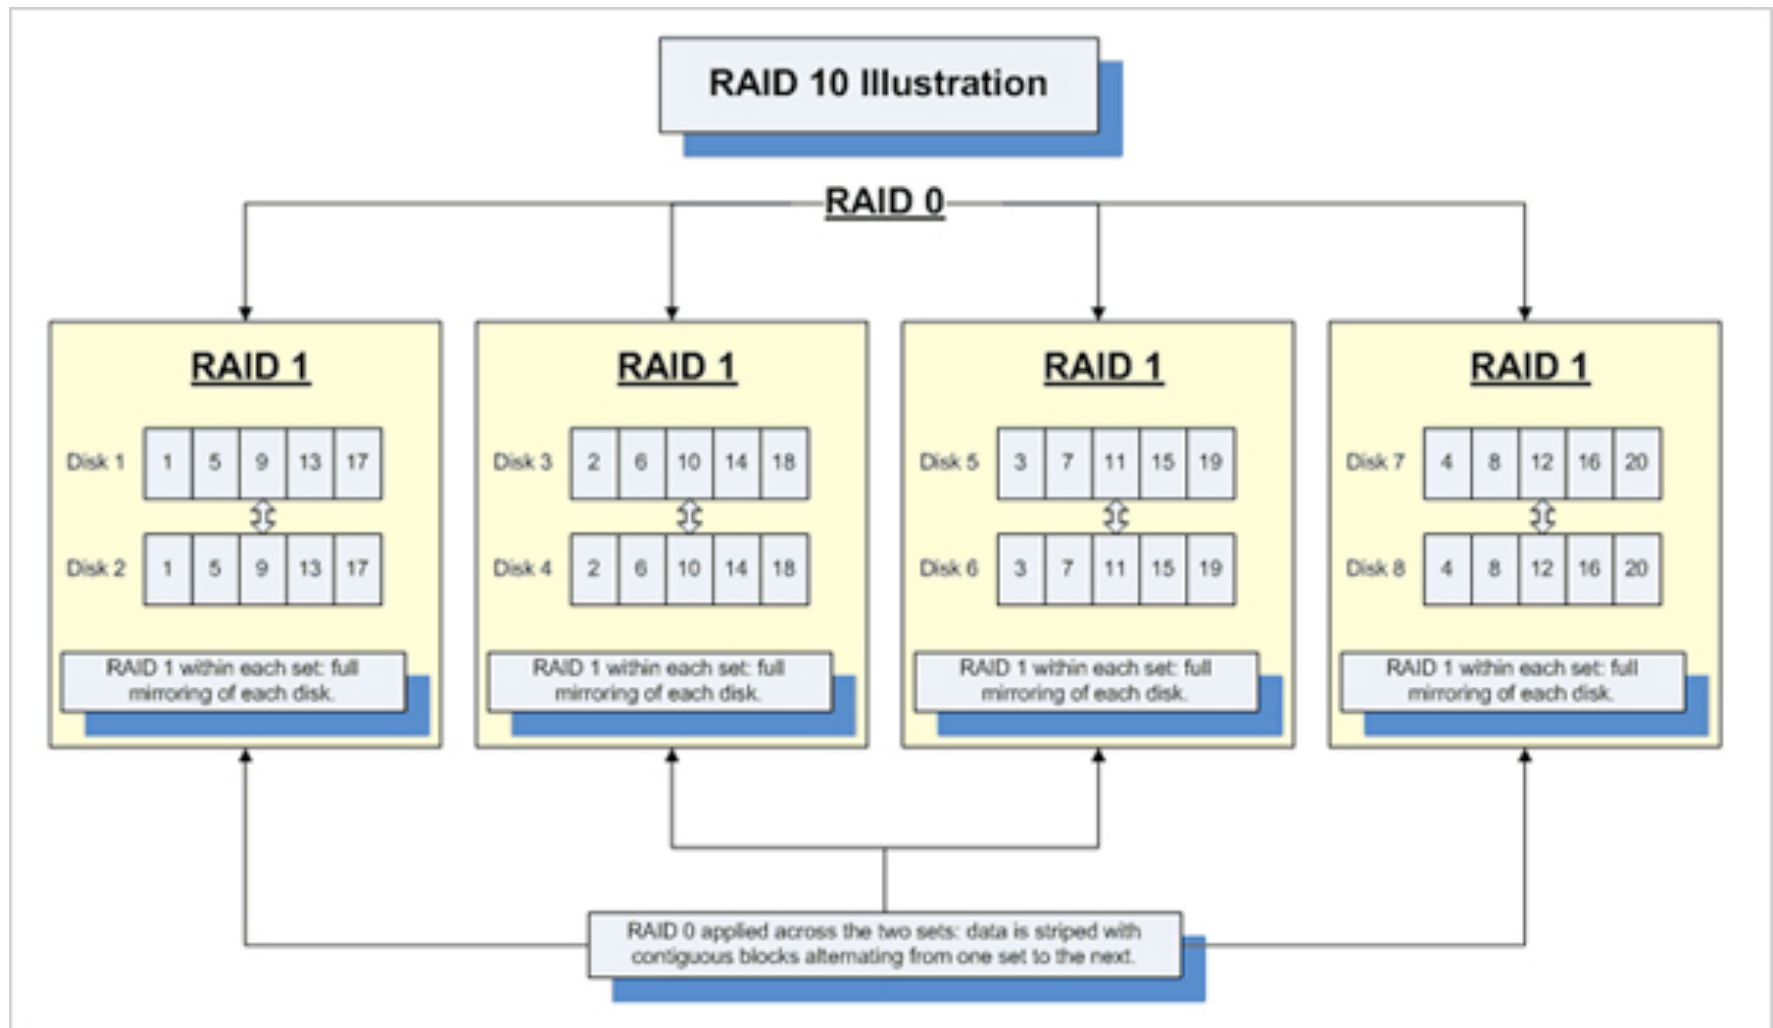 RAID 10 Illustration
RAID 0
RAID 1
Disk 1 1 5 9 13 17
Disk 2 1 5 9 13 17
RAID 1 within each set: full
mirroring of each disk.
RAID 1
Disk 3 2 6 10 14 18
Disk 4 2 6 10 14 18
RAID 1 within each set: full
mirroring of each disk.
RAID 1
Disk 5 3 7 11 15 19
Disk 6 3 7 11 15 19
RAID 1 within each set: full
mirroring of each disk.
RAID 1
Disk 7 4 8 12 16 20
Disk 8 4 8 12 16 20
RAID 1 within each set: full
mirroring of each disk.
RAID 0 applied across the two sets: data is striped with
contiguous blocks alternating from one set to the next.